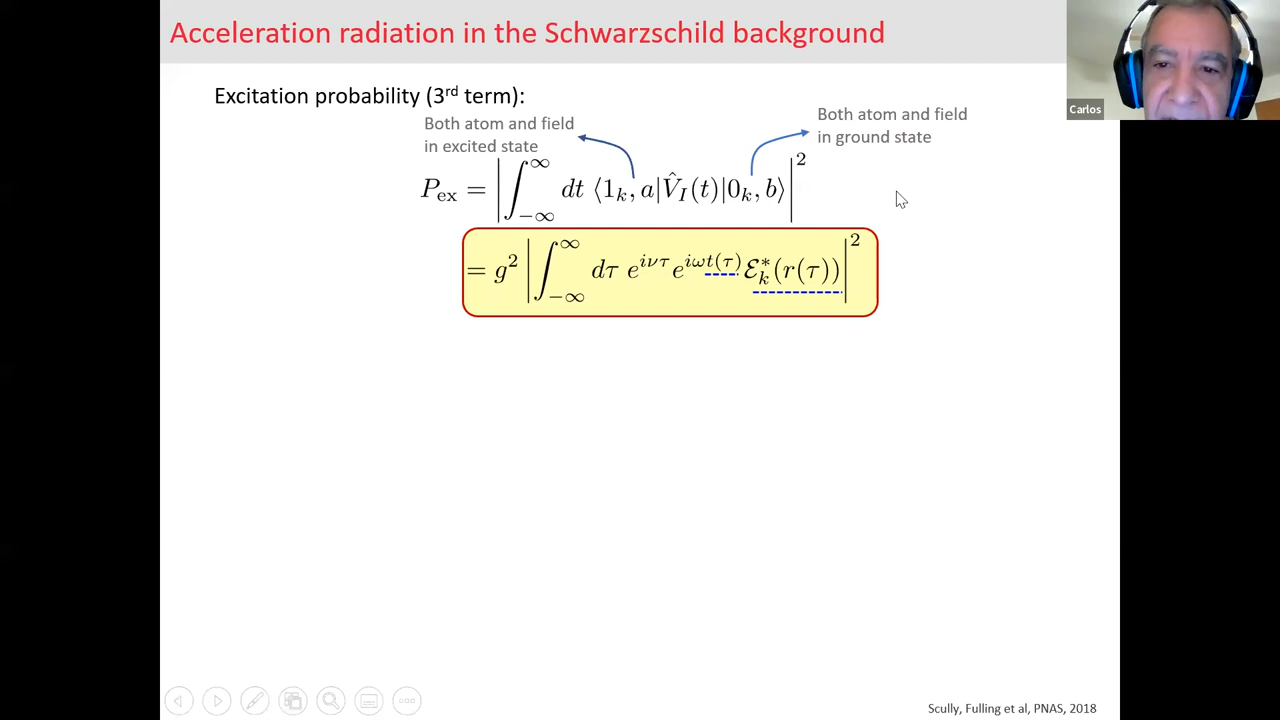 Acceleration radiation in the Schwarzschild background
Carlos
Excitation probability (3rd term):
Both atom and field
in excited state
Both atom and field
in ground state
P_ex = |∫_{-∞}^{∞} dt ⟨1_k, a|V̂_I(t)|0_k, b⟩|²
= g² |∫_{-∞}^{∞} dτ e^{iντ} e^{iωt(τ)} ℰ_k^*(r(τ))|²
Scully, Fulling et al, PNAS, 2018